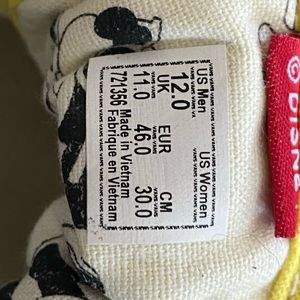 US Men US Women
12.0
UK EUR CM
11.0 46.0 30.0
721356 Made in Vietnam
Fabrique en Vietnam
©